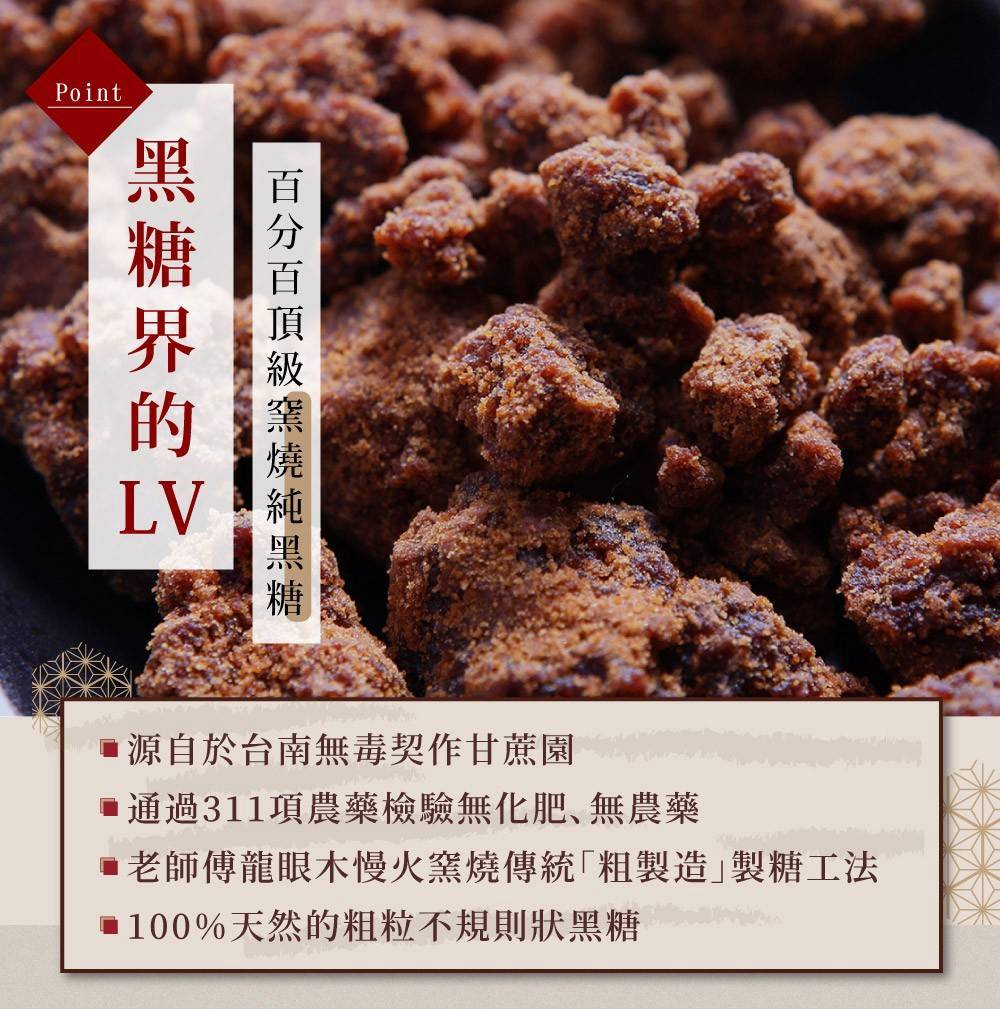 Point
黑糖界的LV
百分百頂級窯燒純黑糖
源自於台南無毒契作甘蔗園
通過311項農藥檢驗無化肥、無農藥
老師傅龍眼木慢火窯燒傳統「粗製造」製糖工法
100%天然的粗粒不規則狀黑糖